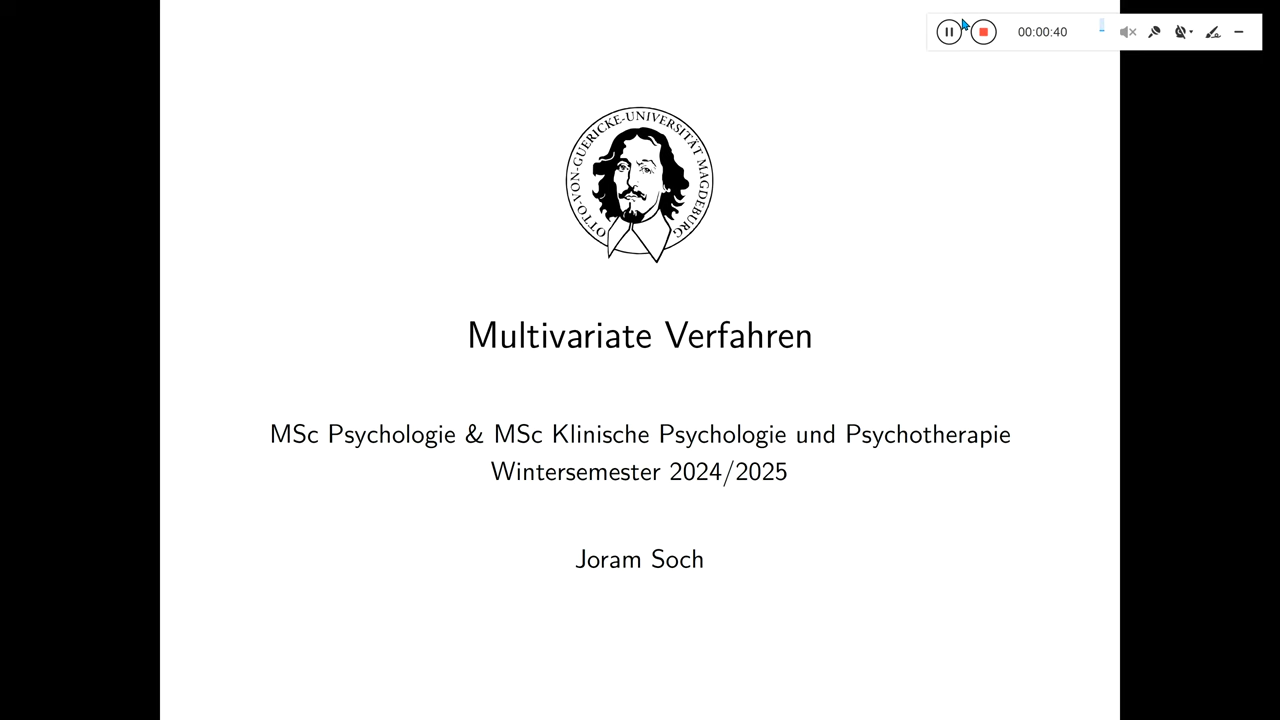 00:00:40
OTTO-VON-GUERICKE-UNIVERSITÄT MAGDEBURG
Multivariate Verfahren
MSc Psychologie & MSc Klinische Psychologie und Psychotherapie
Wintersemester 2024/2025
Joram Soch